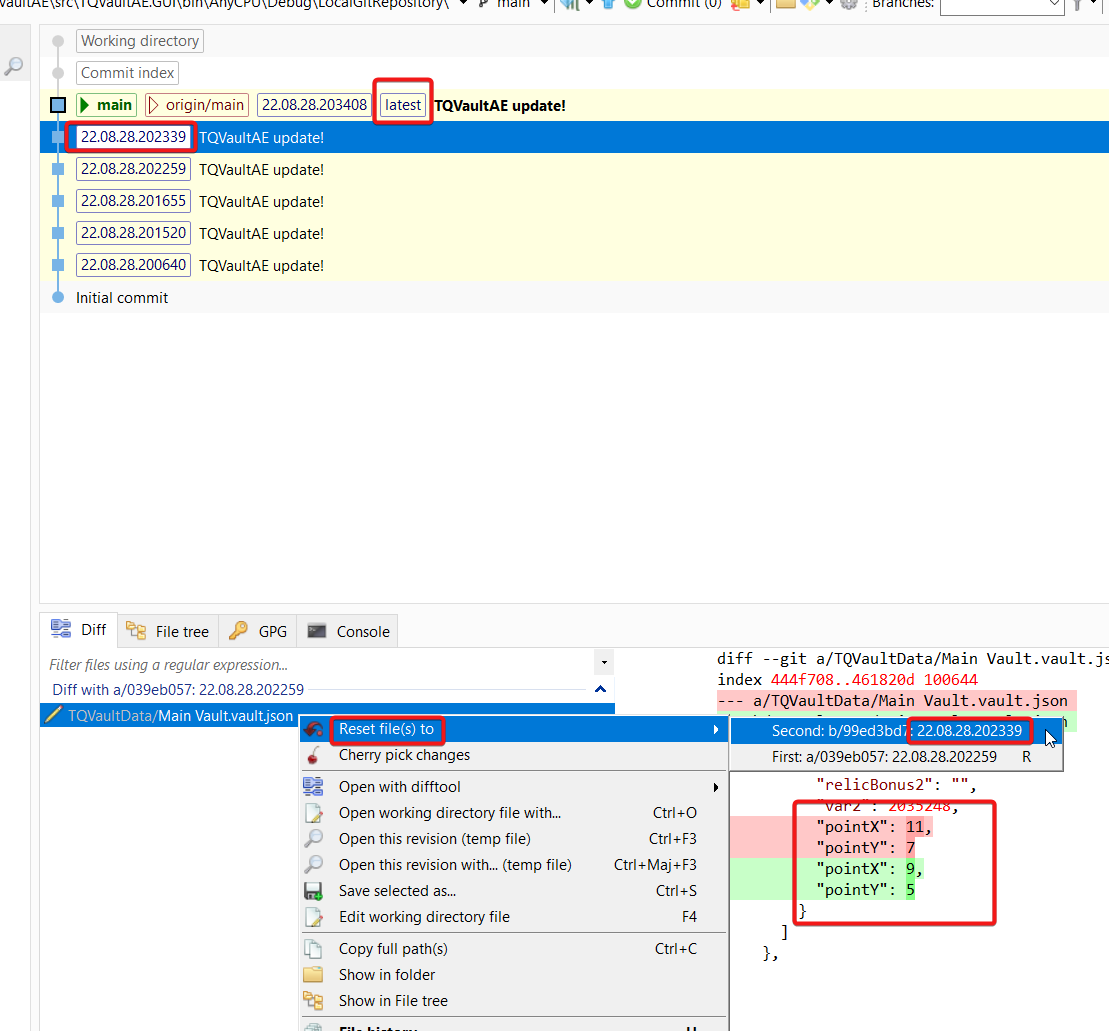 vaultAE\src\TQVaultAE.GUI\bin\AnyCPU\Debug\LocalGitRepository\ main Commit (0) Branches:
Working directory
Commit index
main origin/main 22.08.28.203408 latest TQVaultAE update!
22.08.28.202339 TQVaultAE update!
22.08.28.202259 TQVaultAE update!
22.08.28.201655 TQVaultAE update!
22.08.28.201520 TQVaultAE update!
22.08.28.200640 TQVaultAE update!
Initial commit
Diff File tree GPG Console
Filter files using a regular expression...
Diff with a/039eb057: 22.08.28.202259
TQVaultData/Main Vault.vault.json
diff --git a/TQVaultData/Main Vault.vault.js
index 444f708..461820d 100644
--- a/TQVaultData/Main Vault.vault.json
Reset file(s) to
Cherry pick changes
Open with difftool
Open working directory file with... Ctrl+O
Open this revision (temp file) Ctrl+F3
Open this revision with... (temp file) Ctrl+Maj+F3
Save selected as... Ctrl+S
Edit working directory file F4
Copy full path(s) Ctrl+C
Show in folder
Show in File tree
File history H
Second: b/99ed3bd7: 22.08.28.202339
First: a/039eb057: 22.08.28.202259 R
"relicBonus2": "",
"var2": 2035248,
"pointX": 11,
"pointY": 7
"pointX": 9,
"pointY": 5
}
]
},